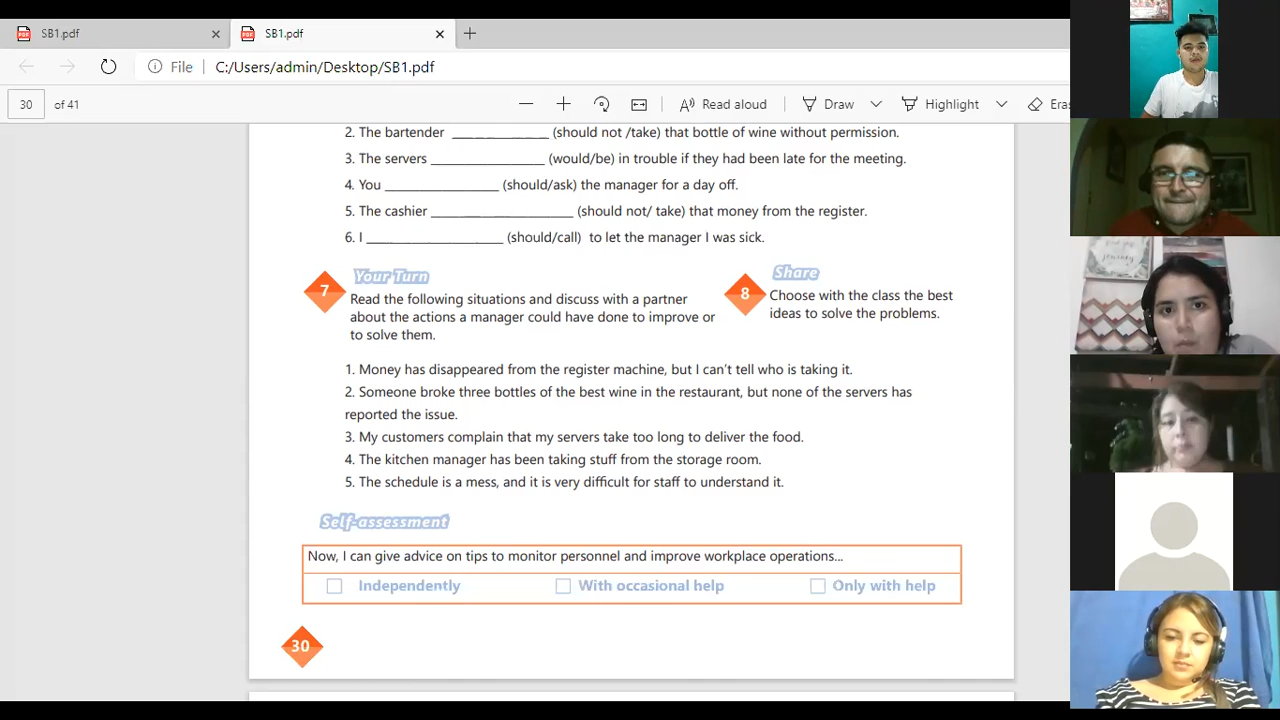 SB1.pdf
SB1.pdf
File
C:/Users/admin/Desktop/SB1.pdf
30 of 41
Read aloud
Draw
Highlight
2. The bartender _____________ (should not /take) that bottle of wine without permission.
3. The servers _______________ (would/be) in trouble if they had been late for the meeting.
4. You _______________ (should/ask) the manager for a day off.
5. The cashier ___________________ (should not/ take) that money from the register.
6. I __________________ (should/call) to let the manager I was sick.
7
Your Turn
Read the following situations and discuss with a partner
about the actions a manager could have done to improve or
to solve them.
8
Share
Choose with the class the best
ideas to solve the problems.
1. Money has disappeared from the register machine, but I can't tell who is taking it.
2. Someone broke three bottles of the best wine in the restaurant, but none of the servers has
reported the issue.
3. My customers complain that my servers take too long to deliver the food.
4. The kitchen manager has been taking stuff from the storage room.
5. The schedule is a mess, and it is very difficult for staff to understand it.
Self-assessment
Now, I can give advice on tips to monitor personnel and improve workplace operations...
Independently
With occasional help
Only with help
30